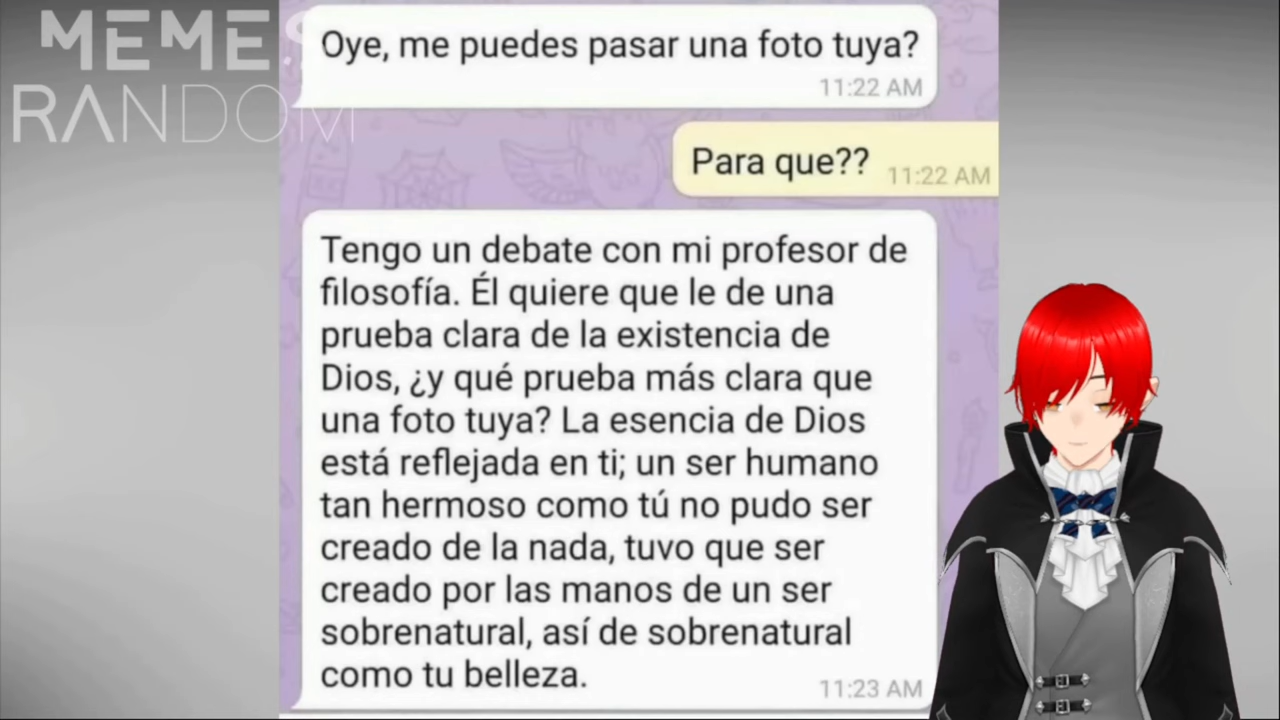 MEMES
RANDOM
Oye, me puedes pasar una foto tuya?
11:22 AM
Para que??
11:22 AM
Tengo un debate con mi profesor de
filosofía. Él quiere que le de una
prueba clara de la existencia de
Dios, ¿y qué prueba más clara que
una foto tuya? La esencia de Dios
está reflejada en ti; un ser humano
tan hermoso como tú no pudo ser
creado de la nada, tuvo que ser
creado por las manos de un ser
sobrenatural, así de sobrenatural
como tu belleza.
11:23 AM